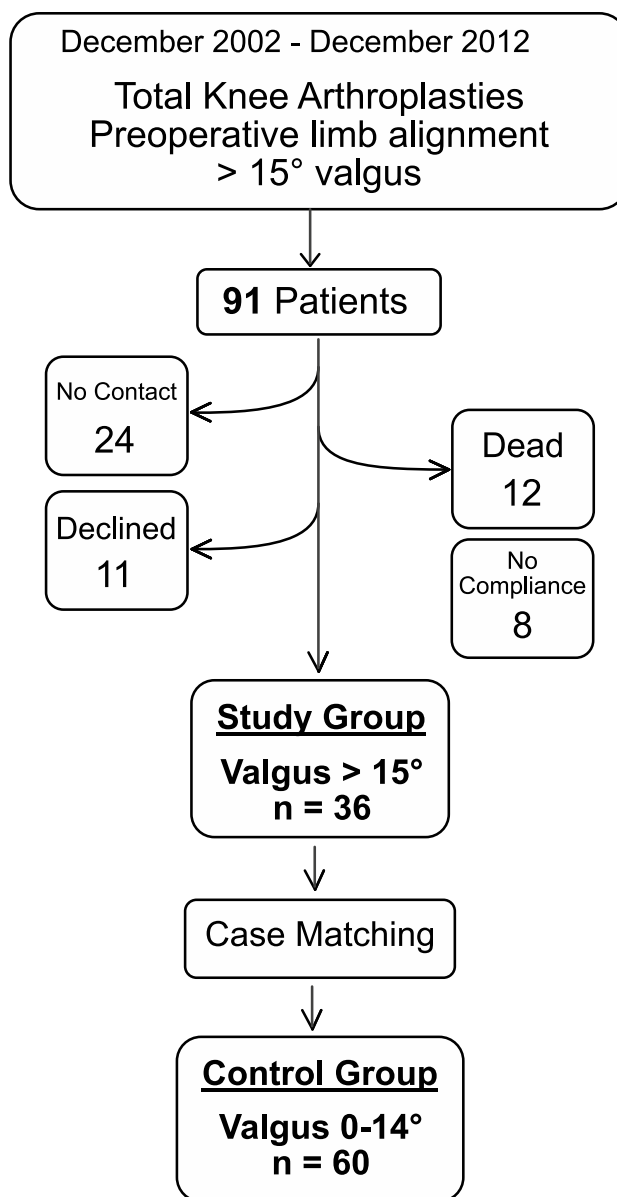 December 2002 - December 2012
Total Knee Arthroplasties
Preoperative limb alignment
> 15° valgus
91 Patients
No Contact
24
Dead
12
Declined
11
No
Compliance
8
Study Group
Valgus > 15°
n = 36
Case Matching
Control Group
Valgus 0-14°
n = 60